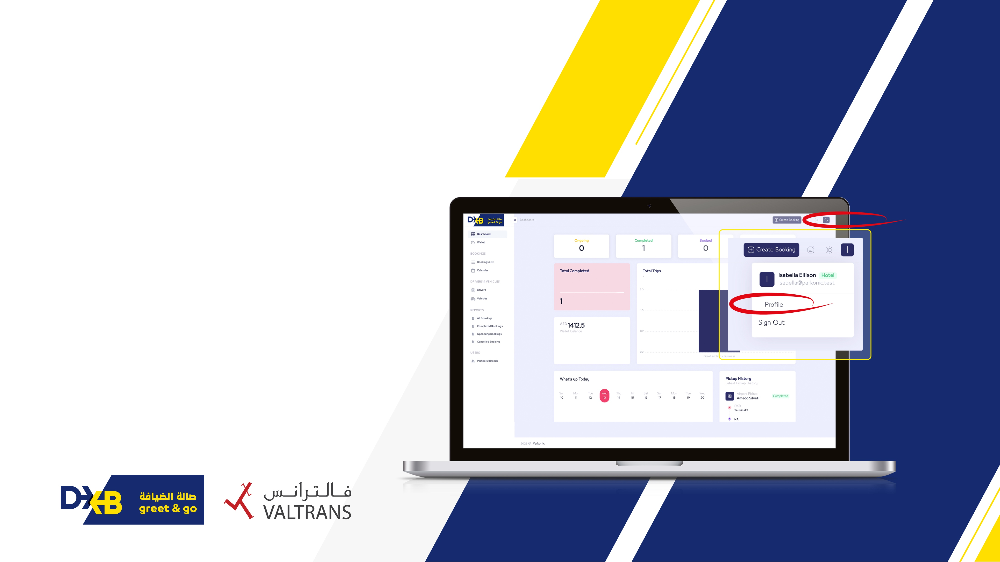 DXB
صالة الضيافة
greet & go
Dashboard
Create Booking
G
Dashboard
Wallet
BOOKINGS
Bookings List
Calendar
DRIVERS & VEHICLES
Drivers
Vehicles
REPORTS
All Bookings
Completed Bookings
Upcoming Bookings
Cancelled Booking
USERS
Partners/Branch
Ongoing
0
Completed
1
Booked
0
Total Completed
1
AED 1412.5
Wallet Balance
Total Trips
2
2.0
1.3
0.7
0.0
Greet and Go - Business
Create Booking
I
I
Isabella Ellison Hotel
isabella@parkonic.test
Profile
Sign Out
What's up Today
Sun Mon Tue Wed Thu Fri Sat Sun Mon Tue Wed
10 11 12 13 14 15 16 17 18 19 20
Pickup History
Latest Pickup History
Airport Pickup
Amado Silveti
Completed
DXB
Terminal 3
NA
2025 © Parkonic
DXB
صالة الضيافة
greet & go
فالترانس
VALTRANS